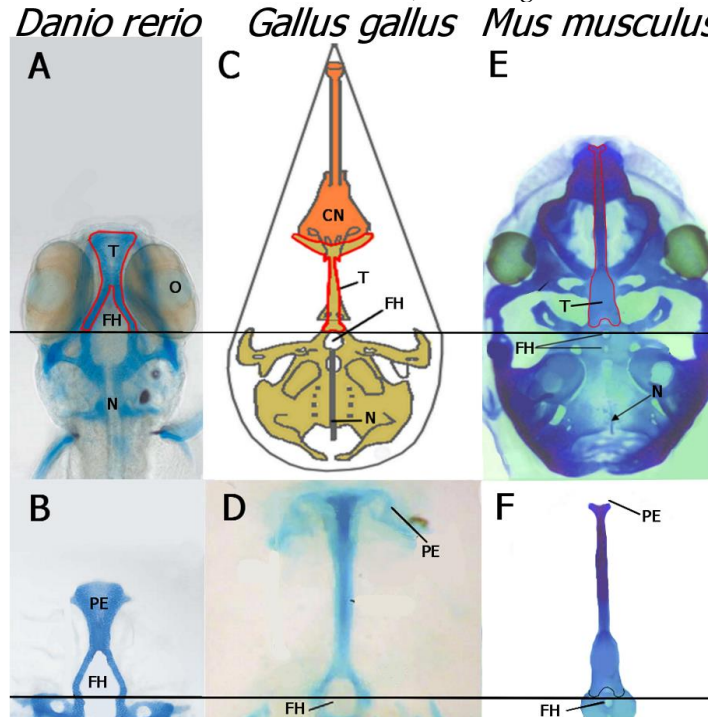 Danio rerio Gallus gallus Mus musculus
A C E
CN
T
O
FH
T
FH
T
FH
N
N
N
B D F
PE
PE
PE
FH
FH
FH